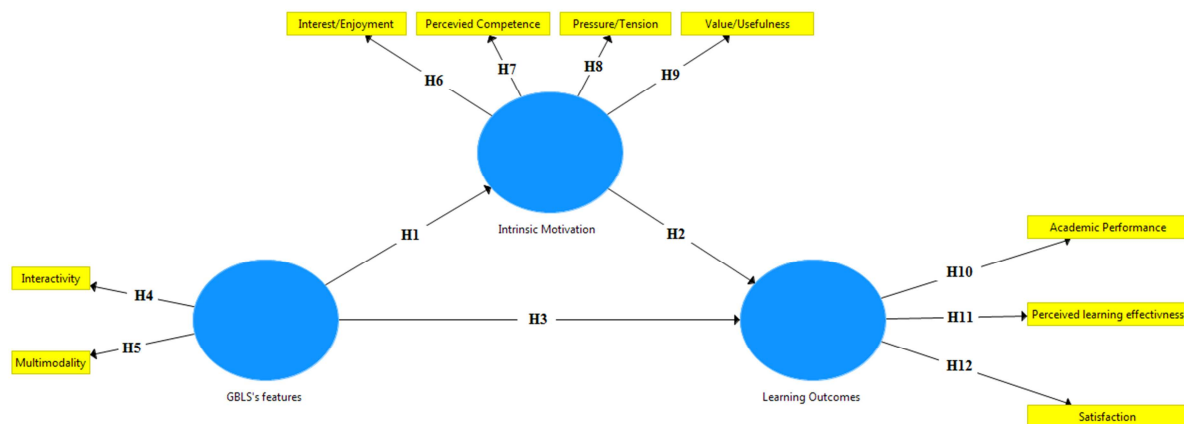 Interest/Enjoyment
Percevied Competence
Pressure/Tension
Value/Usefulness
H6
H7
H8
H9
Intrinsic Motivation
H1
H2
Academic Performance
H10
Interactivity
H4
H3
H11
Perceived learning effectivness
H5
Multimodality
H12
GBLS's features
Learning Outcomes
Satisfaction